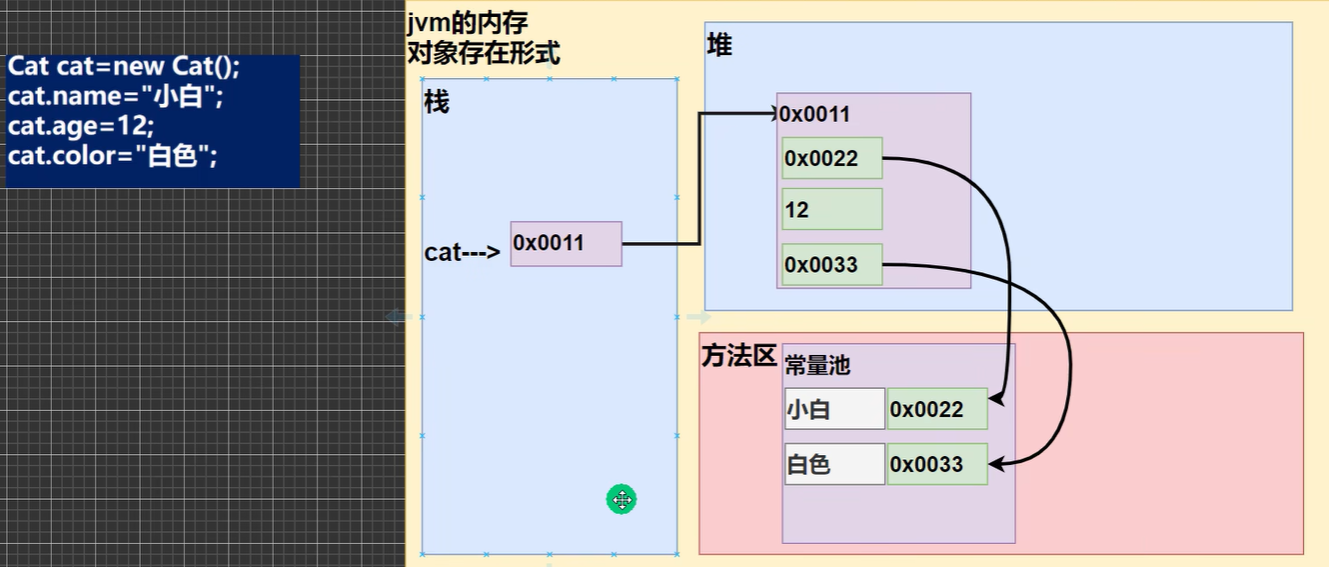 Cat cat=new Cat();
cat.name="小白";
cat.age=12;
cat.color="白色";
jvm的内存
对象存在形式
栈
cat--->
0x0011
堆
0x0011
0x0022
12
0x0033
方法区
常量池
小白 0x0022
白色 0x0033